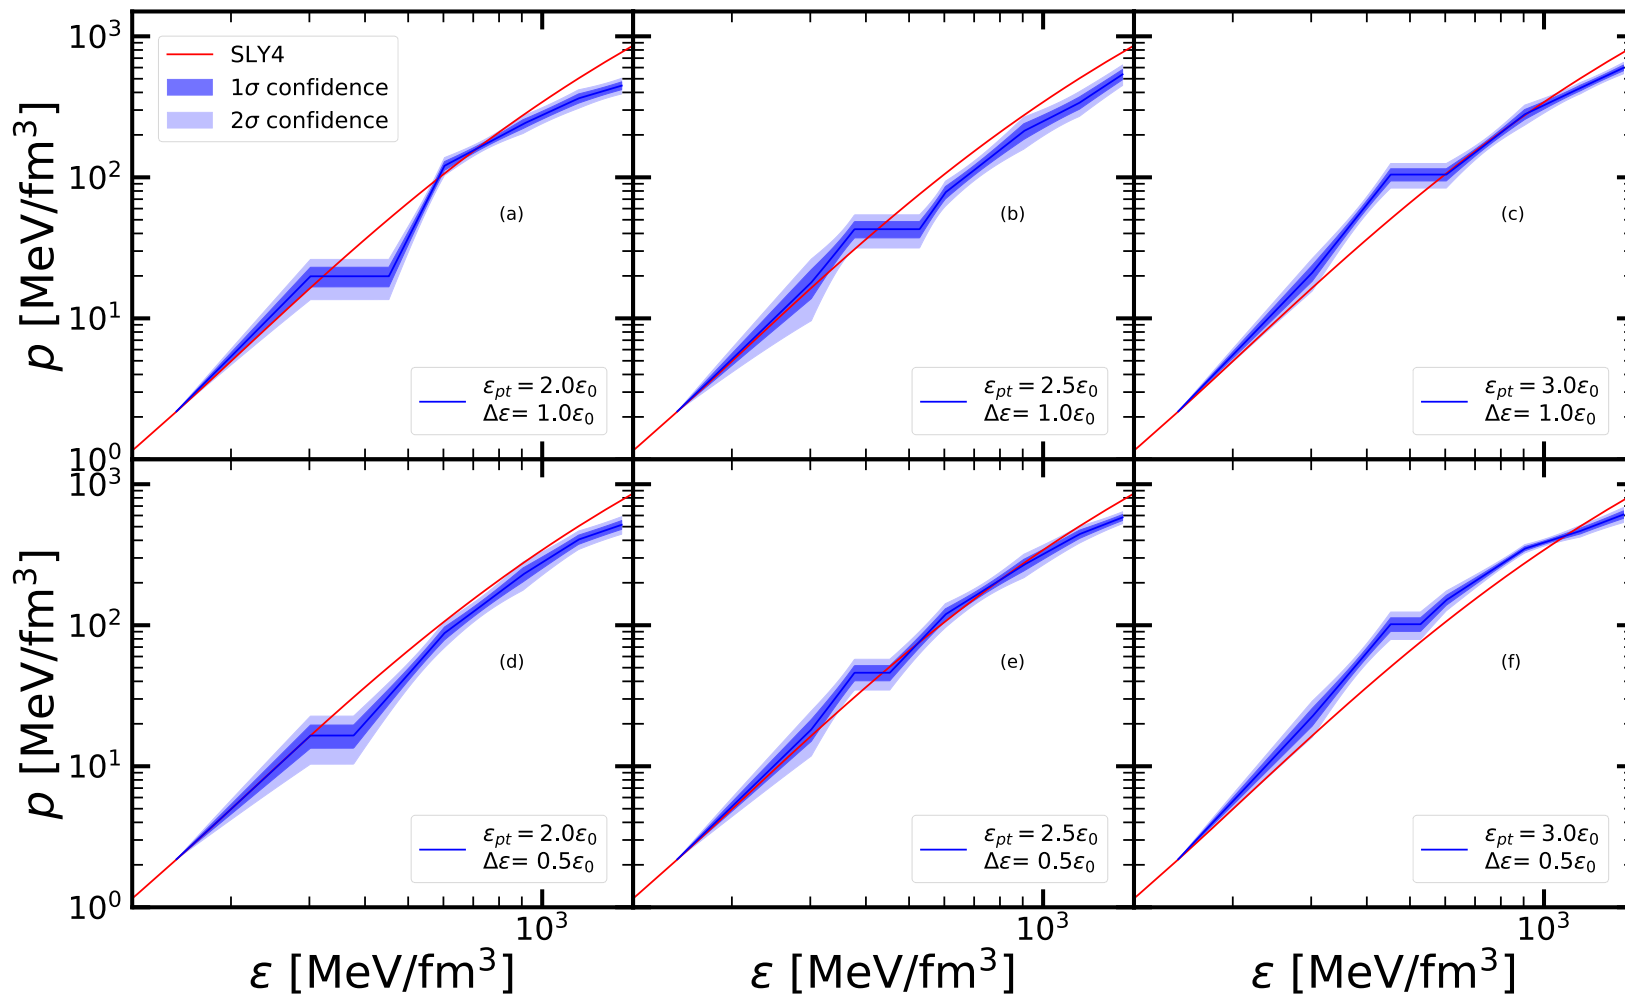 p [MeV/fm³]
10³
10²
10¹
10⁰
SLY4
1σ confidence
2σ confidence
(a)
ε_pt = 2.0ε₀
Δε= 1.0ε₀
(b)
ε_pt = 2.5ε₀
Δε= 1.0ε₀
(c)
ε_pt = 3.0ε₀
Δε= 1.0ε₀
p [MeV/fm³]
10³
10²
10¹
10⁰
(d)
ε_pt = 2.0ε₀
Δε= 0.5ε₀
(e)
ε_pt = 2.5ε₀
Δε= 0.5ε₀
(f)
ε_pt = 3.0ε₀
Δε= 0.5ε₀
10³
10³
10³
ε [MeV/fm³]
ε [MeV/fm³]
ε [MeV/fm³]